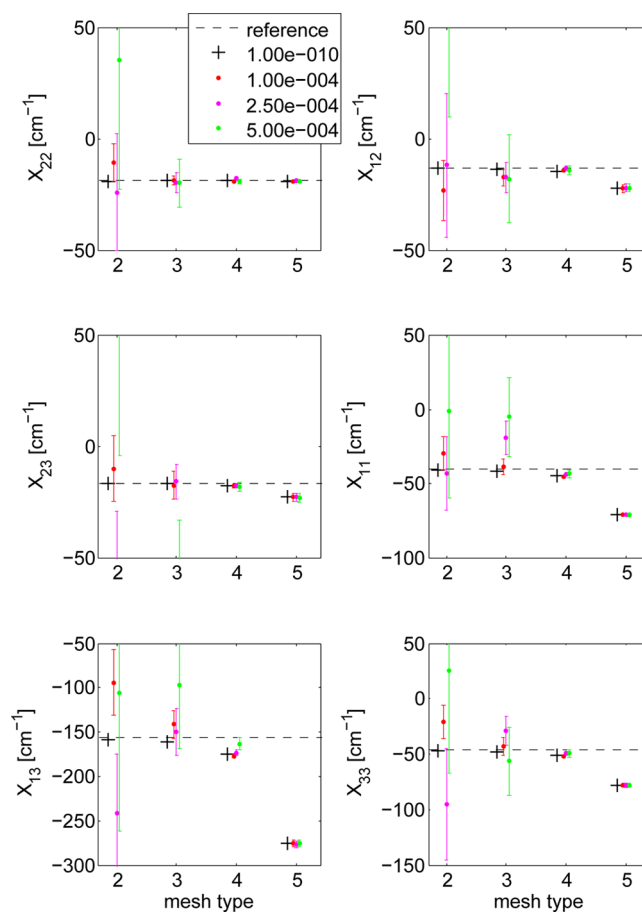 reference
1.00e−010
1.00e−004
2.50e−004
5.00e−004
50
0
−50
X22 [cm−1]
2 3 4 5
50
0
−50
X12 [cm−1]
2 3 4 5
50
0
−50
X23 [cm−1]
2 3 4 5
50
0
−50
−100
X11 [cm−1]
2 3 4 5
−50
−100
−150
−200
−250
−300
X13 [cm−1]
2 3 4 5
mesh type
50
0
−50
−100
−150
X33 [cm−1]
2 3 4 5
mesh type